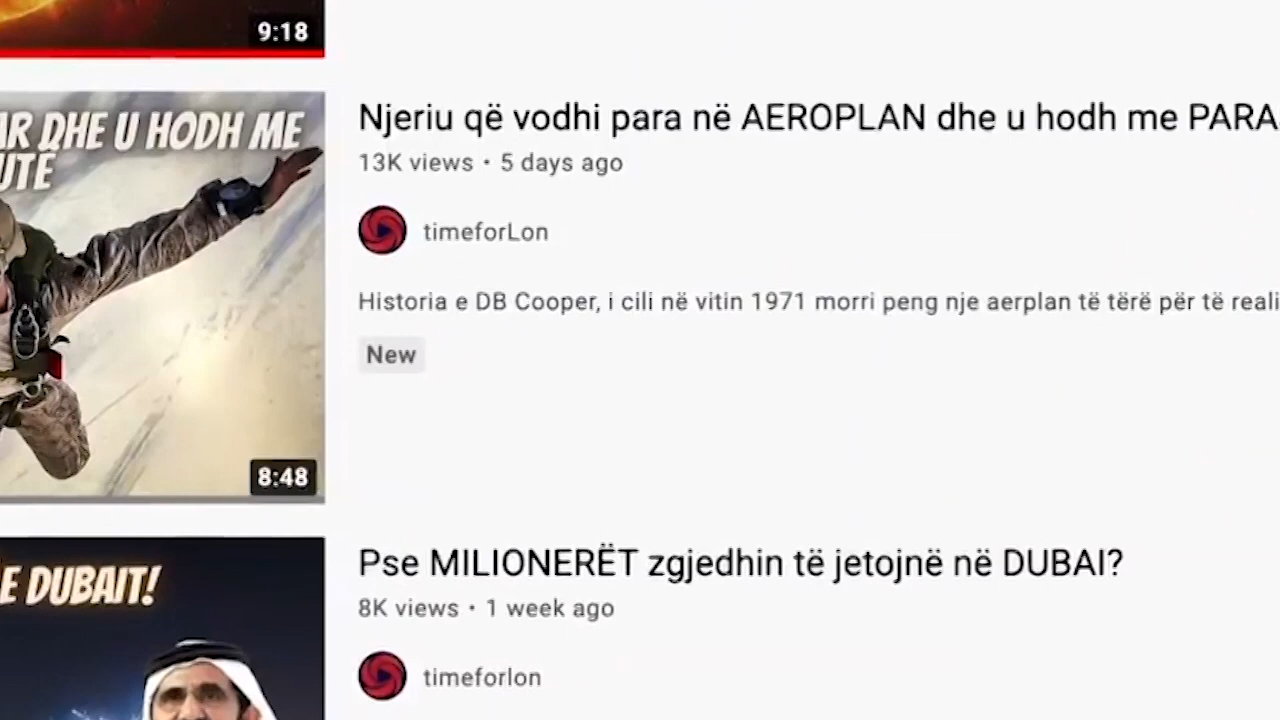 9:18
AR DHE U HODH ME
UTË
8:48
Njeriu që vodhi para në AEROPLAN dhe u hodh me PARA
13K views • 5 days ago
timeforLon
Historia e DB Cooper, i cili në vitin 1971 morri peng nje aerplan të tërë për të reali
New
E DUBAIT!
Pse MILIONERËT zgjedhin të jetojnë në DUBAI?
8K views • 1 week ago
timeforlon